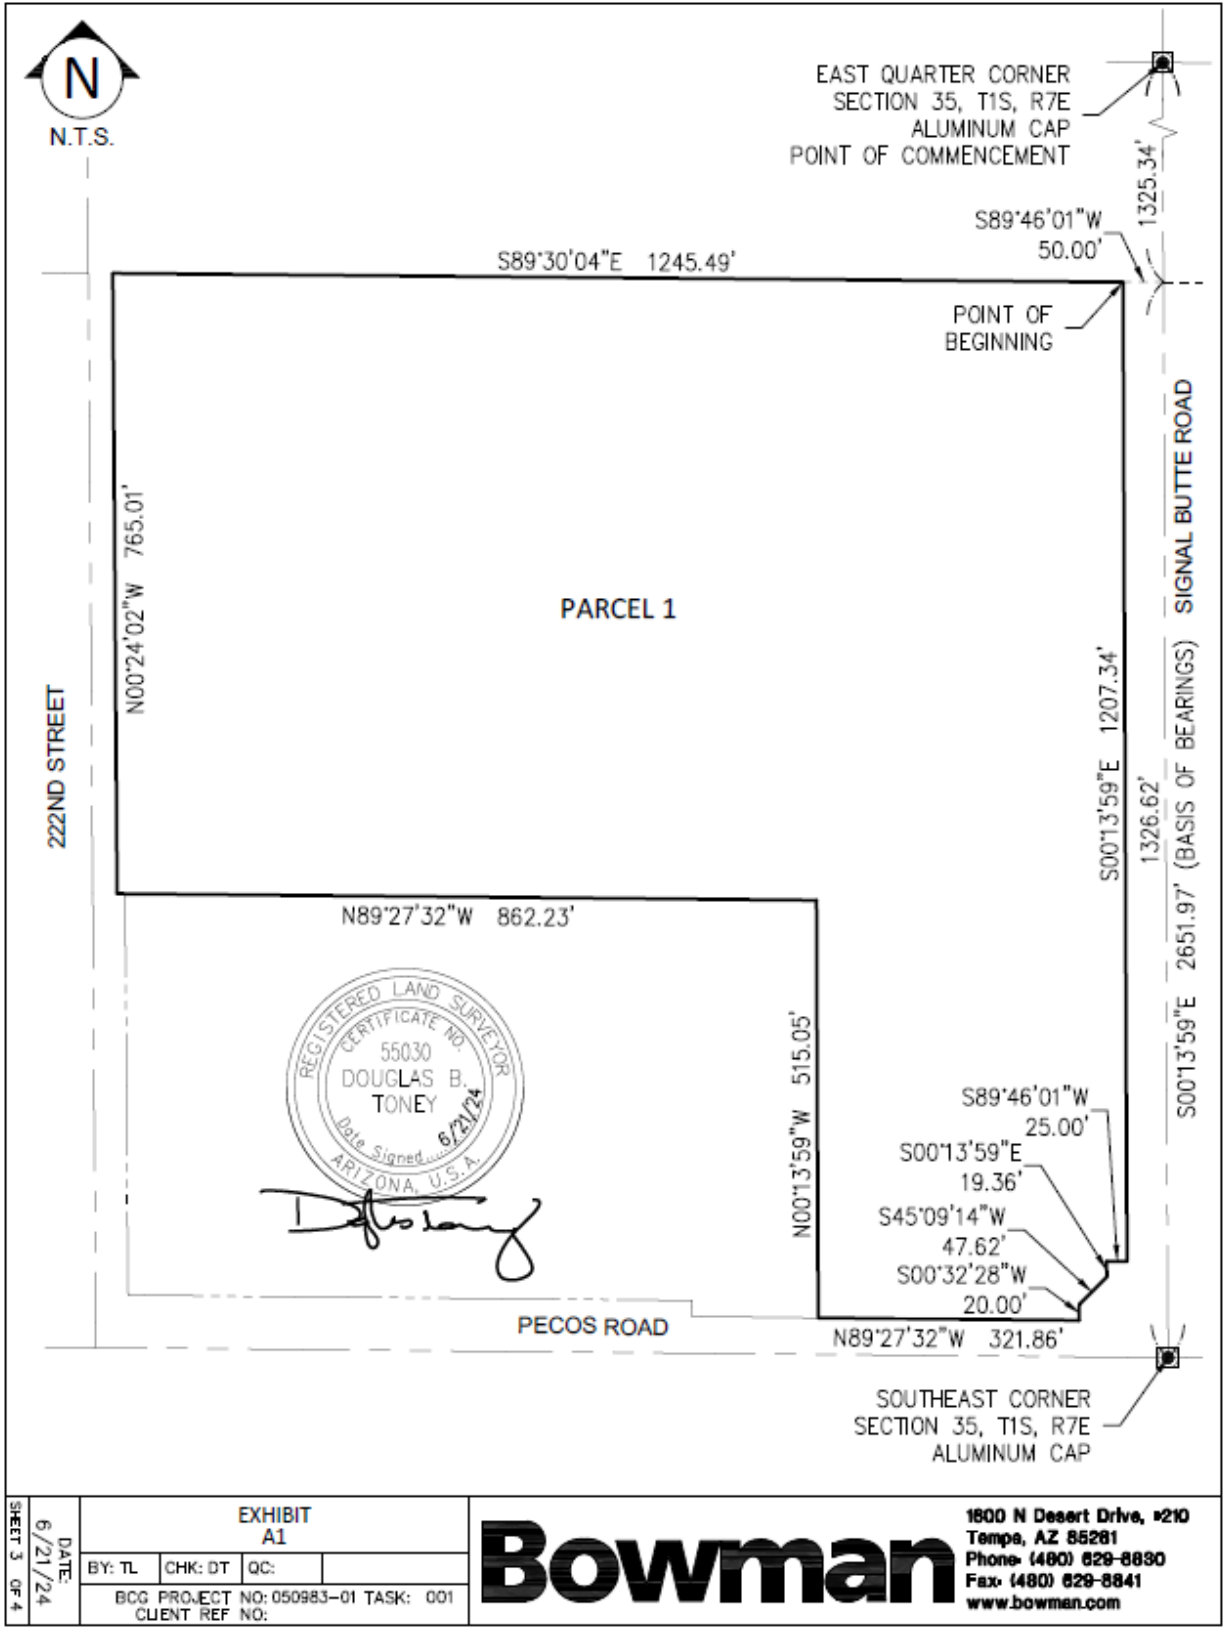 N
N.T.S.
EAST QUARTER CORNER
SECTION 35, T1S, R7E
ALUMINUM CAP
POINT OF COMMENCEMENT
1325.34'
S89°46'01"W
50.00'
S89°30'04"E 1245.49'
POINT OF
BEGINNING
SIGNAL BUTTE ROAD
N00°24'02"W 765.01'
PARCEL 1
222ND STREET
S00°13'59"E 1207.34'
1326.62'
S00°13'59"E 2651.97' (BASIS OF BEARINGS)
N89°27'32"W 862.23'
REGISTERED LAND SURVEYOR
CERTIFICATE NO.
55030
DOUGLAS B.
TONEY
6/21/24
Date Signed
ARIZONA, U.S.A.
N00°13'59"W 515.05'
S89°46'01"W
25.00'
S00°13'59"E
19.36'
S45°09'14"W
47.62'
S00°32'28"W
20.00'
PECOS ROAD
N89°27'32"W 321.86'
SOUTHEAST CORNER
SECTION 35, T1S, R7E
ALUMINUM CAP
SHEET 3 OF 4
DATE:
6/21/24
EXHIBIT
A1
BY: TL CHK: DT QC:
BCG PROJECT NO: 050983-01 TASK: 001
CLIENT REF NO:
Bowman
1600 N Desert Drive, #210
Tempe, AZ 85281
Phone: (480) 629-8830
Fax: (480) 629-8841
www.bowman.com